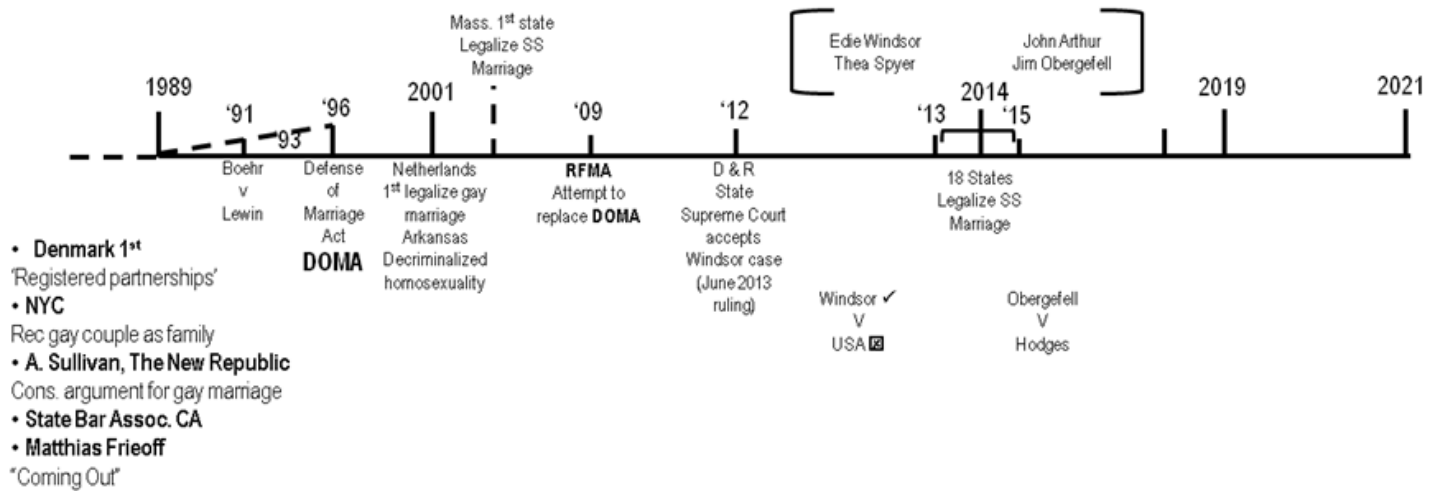 Mass. 1st state
Legalize SS
Marriage
Edie Windsor
Thea Spyer
John Arthur
Jim Obergefell
1989
‘91
93
‘96
2001
‘09
‘12
‘13
2014
‘15
2019
2021
Boehr
v
Lewin
Defense
of
Marriage
Act
DOMA
Netherlands
1st legalize gay
marriage
Arkansas
Decriminalized
homosexuality
RFMA
Attempt to
replace DOMA
D & R
State
Supreme Court
accepts
Windsor case
(June 2013
ruling)
18 States
Legalize SS
Marriage
Windsor ✓
V
USA ☒
Obergefell
V
Hodges
• Denmark 1st
‘Registered partnerships’
• NYC
Rec gay couple as family
• A. Sullivan, The New Republic
Cons. argument for gay marriage
• State Bar Assoc. CA
• Matthias Frieoff
“Coming Out”